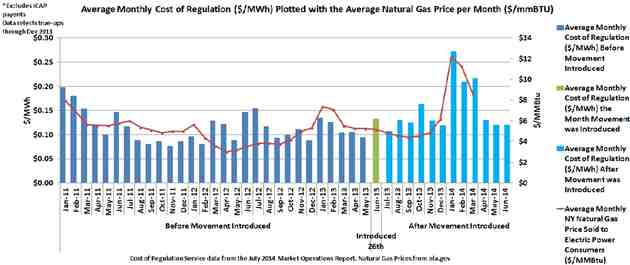 * Excludes ICAP
payents
Data relects true-ups
through Dec 2013
Average Monthly Cost of Regulation ($/MWh) Plotted with the Average Natural Gas Price per Month ($/mmBTU)
$0.30
$0.25
$0.20
$0.15
$0.10
$0.05
$0.00
$/MWh
$14
$12
$10
$8
$6
$4
$2
$0
$/MMBtu
Jan-11
Feb-11
Mar-11
Apr-11
May-11
Jun-11
Jul-11
Aug-11
Sep-11
Oct-11
Nov-11
Dec-11
Jan-12
Feb-12
Mar-12
Apr-12
May-12
Jun-12
Jul-12
Aug-12
Sep-12
Oct-12
Nov-12
Dec-12
Jan-13
Feb-13
Mar-13
Apr-13
May-13
Jun-13
Jul-13
Aug-13
Sep-13
Oct-13
Nov-13
Dec-13
Jan-14
Feb-14
Mar-14
Apr-14
May-14
Jun-14
Before Movement Introduced
Introduced
26th
After Movement Introduced
Average Monthly
Cost of Regulation
($/MWh) Before
Movement
Introduced
Average Monthly
Cost of Regulation
($/MWh) the
Month Movement
was Introduced
Average Monthly
Cost of Regulation
($/MWh) After
Movement was
Introduced
Average Monthly
NY Natural Gas
Price Sold to
Electric Power
Consumers
($/MMBtu)
Cost of Regulation Service data from the July 2014 Market Operations Report. Natural Gas Prices from eia.gov